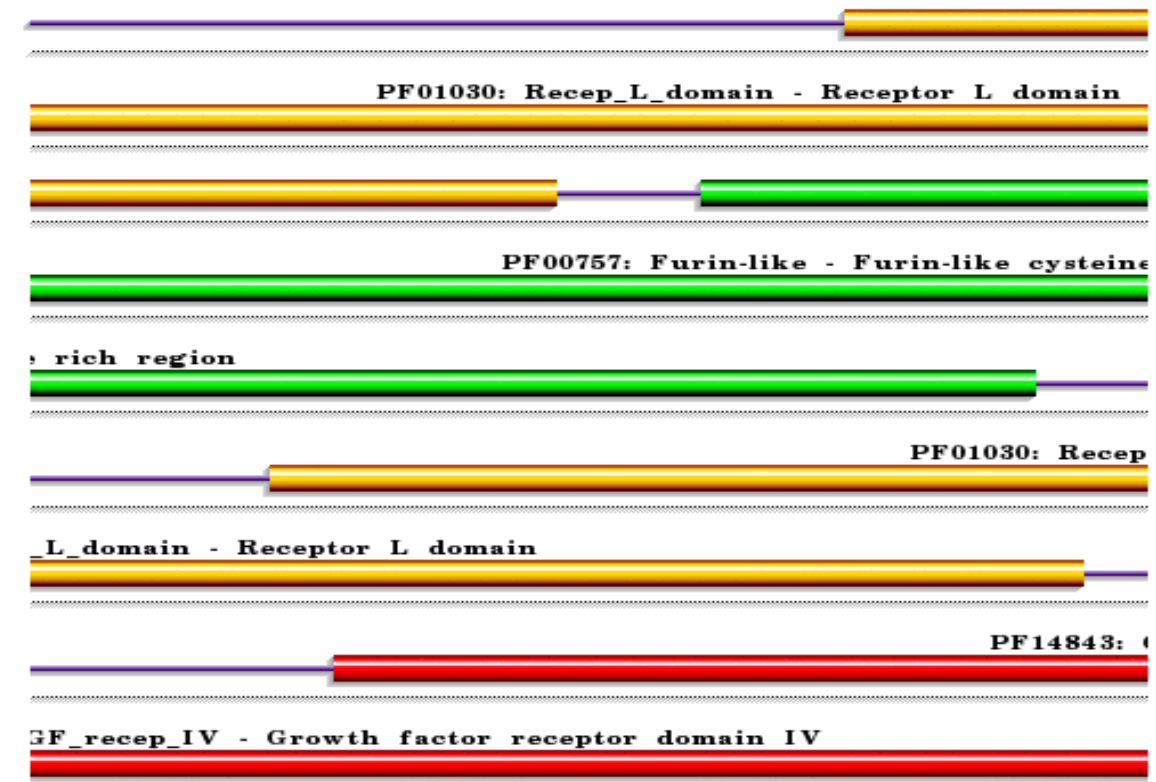 PF01030: Recep_L_domain - Receptor L domain
PF00757: Furin-like - Furin-like cysteine
rich region
PF01030: Recep
_L_domain - Receptor L domain
PF14843:
GF_recep_IV - Growth factor receptor domain IV